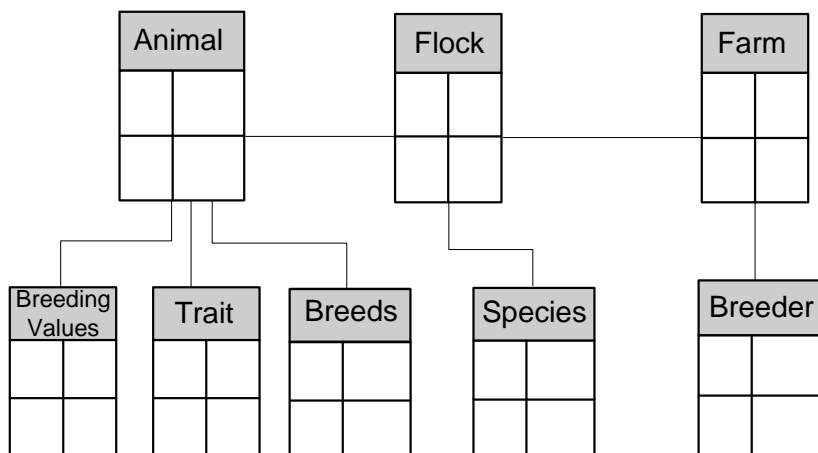 Animal
Flock
Farm
Breeding
Values
Trait
Breeds
Species
Breeder